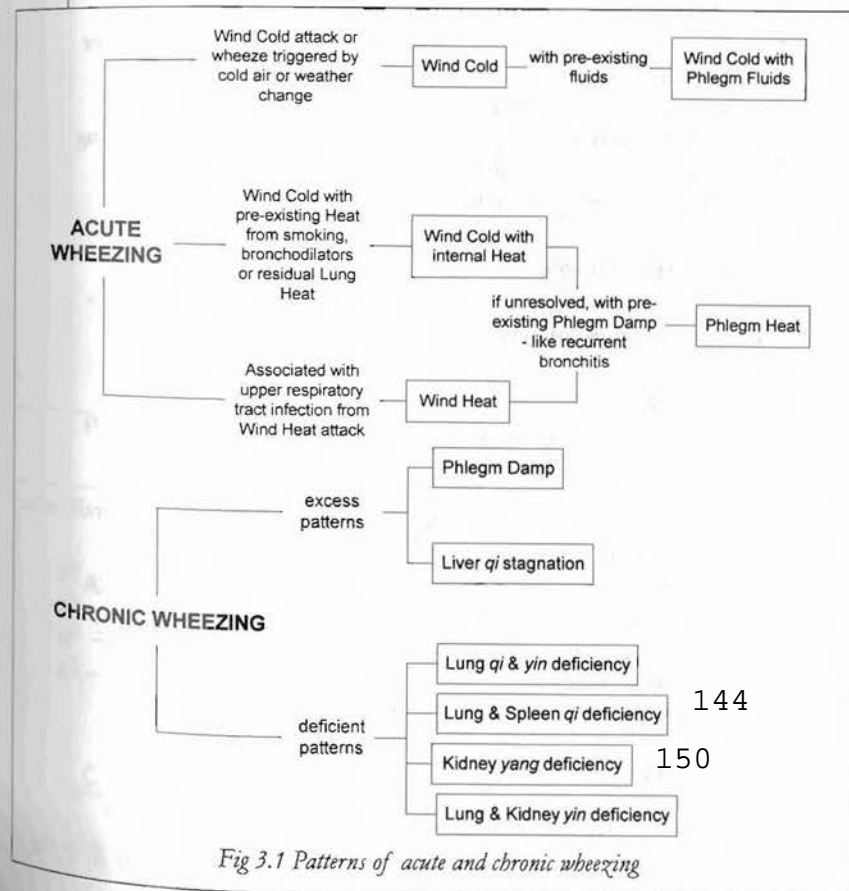 Wind Cold attack or
wheeze triggered by
cold air or weather
change
Wind Cold
with pre-existing
fluids
Wind Cold with
Phlegm Fluids
ACUTE
WHEEZING
Wind Cold with
pre-existing Heat
from smoking,
bronchodilators
or residual Lung
Heat
Wind Cold with
internal Heat
if unresolved, with pre-
existing Phlegm Damp
- like recurrent
bronchitis
Phlegm Heat
Associated with
upper respiratory
tract infection from
Wind Heat attack
Wind Heat
CHRONIC WHEEZING
excess
patterns
Phlegm Damp
Liver qi stagnation
deficient
patterns
Lung qi & yin deficiency
Lung & Spleen qi deficiency 144
Kidney yang deficiency 150
Lung & Kidney yin deficiency
Fig 3.1 Patterns of acute and chronic wheezing